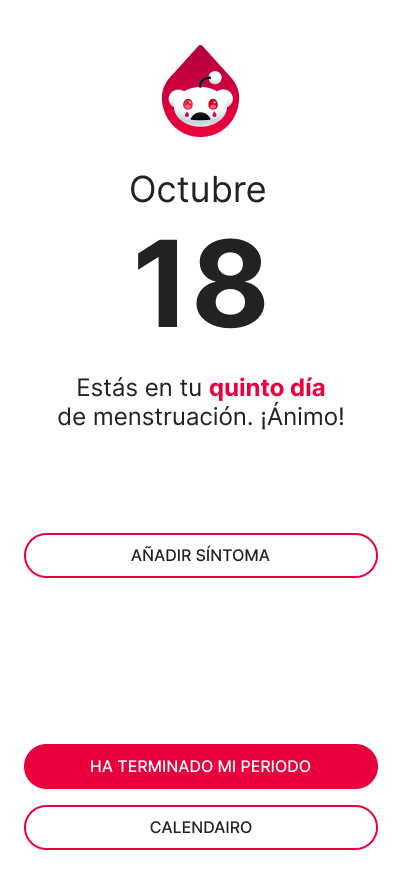 Octubre
18
Estás en tu quinto día
de menstruación. ¡Ánimo!
AÑADIR SÍNTOMA
HA TERMINADO MI PERIODO
CALENDAIRO